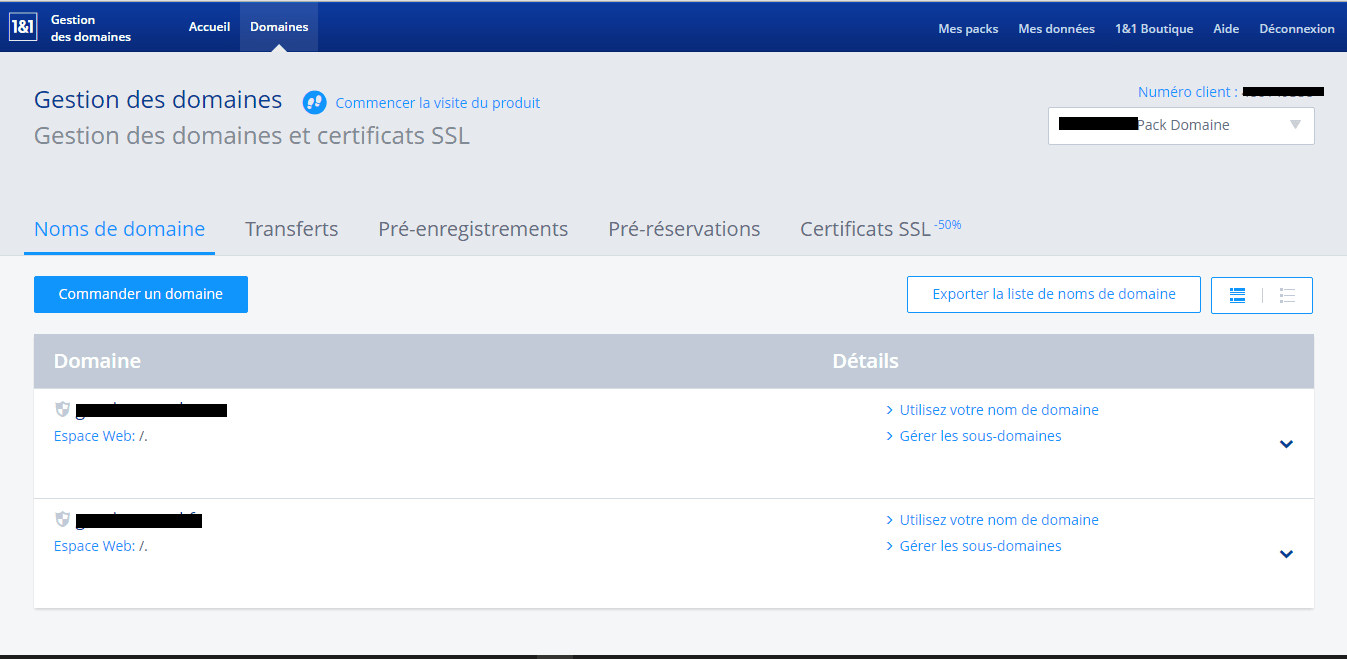 1&1 Gestion des domaines Accueil Domaines Mes packs Mes données 1&1 Boutique Aide Déconnexion
Gestion des domaines Commencer la visite du produit Numéro client :
Gestion des domaines et certificats SSL Pack Domaine
Noms de domaine Transferts Pré-enregistrements Pré-réservations Certificats SSL -50%
Commander un domaine Exporter la liste de noms de domaine
Domaine Détails
Utilisez votre nom de domaine
Espace Web: /. Gérer les sous-domaines
Utilisez votre nom de domaine
Espace Web: /. Gérer les sous-domaines